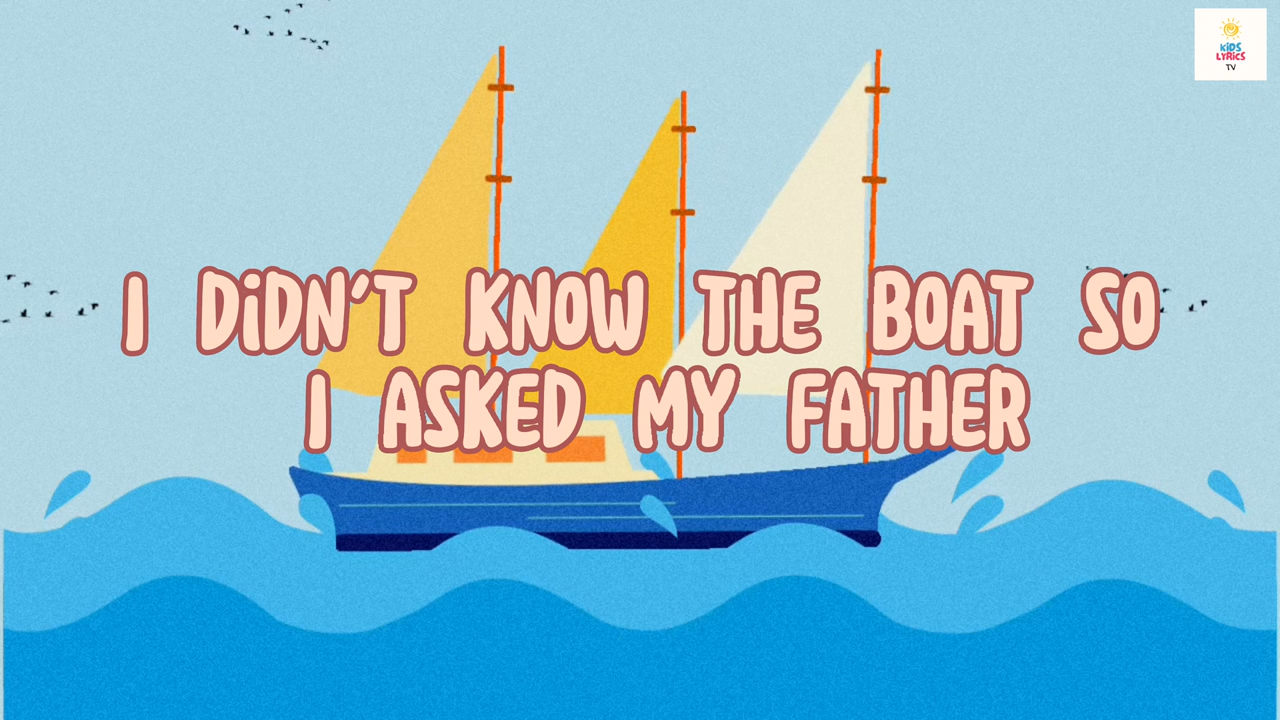 KiDS
LYRiCS
TV
I DiDN'T KNOW THE BOAT SO
I ASKED MY FATHER